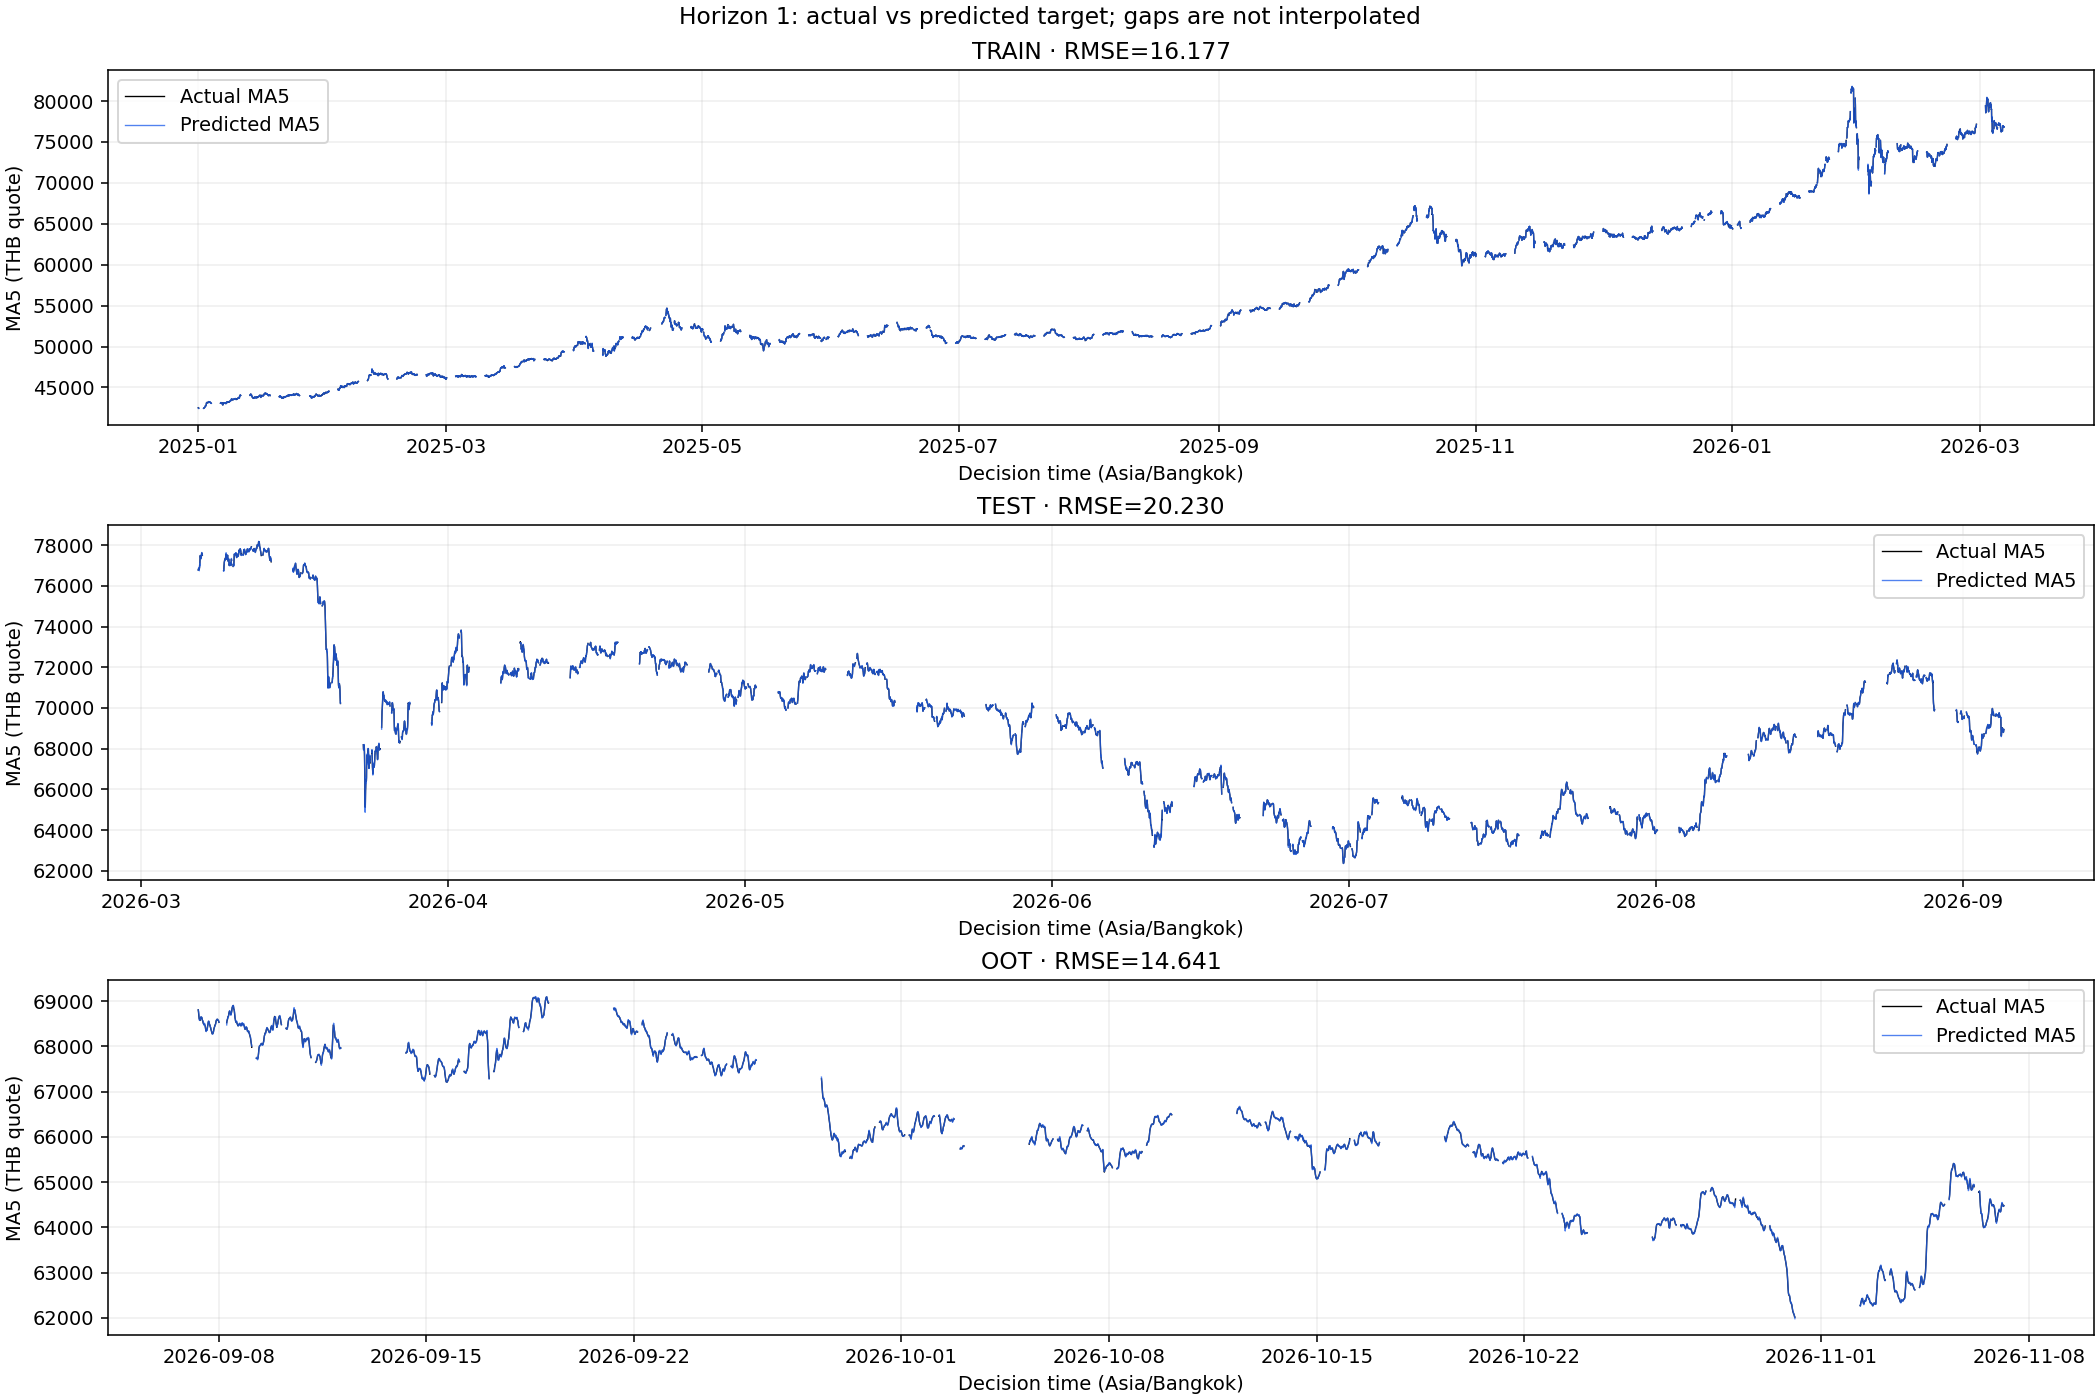 Horizon 1: actual vs predicted target; gaps are not interpolated
TRAIN · RMSE=16.177
Actual MA5
Predicted MA5
MA5 (THB quote)
80000
75000
70000
65000
60000
55000
50000
45000
2025-01 2025-03 2025-05 2025-07 2025-09 2025-11 2026-01 2026-03
Decision time (Asia/Bangkok)
TEST · RMSE=20.230
Actual MA5
Predicted MA5
MA5 (THB quote)
78000
76000
74000
72000
70000
68000
66000
64000
62000
2026-03 2026-04 2026-05 2026-06 2026-07 2026-08 2026-09
Decision time (Asia/Bangkok)
OOT · RMSE=14.641
Actual MA5
Predicted MA5
MA5 (THB quote)
69000
68000
67000
66000
65000
64000
63000
62000
2026-09-08 2026-09-15 2026-09-22 2026-10-01 2026-10-08 2026-10-15 2026-10-22 2026-11-01 2026-11-08
Decision time (Asia/Bangkok)